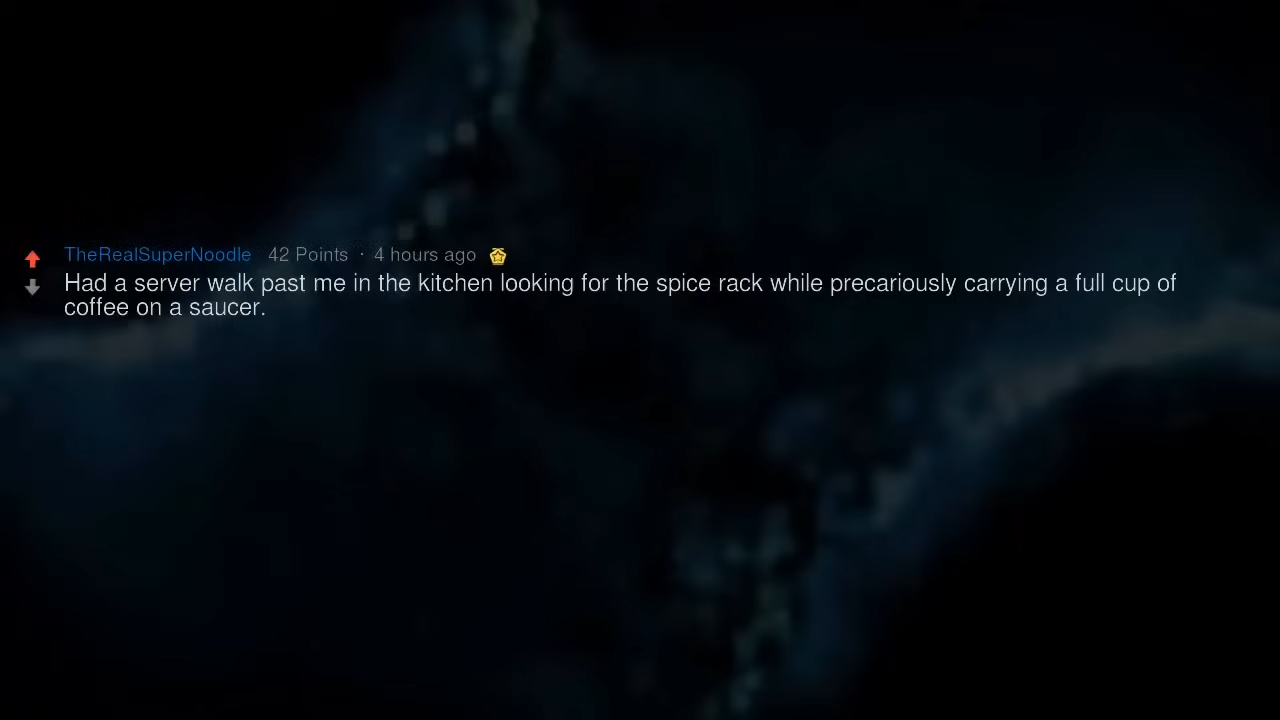 TheRealSuperNoodle 42 Points · 4 hours ago
Had a server walk past me in the kitchen looking for the spice rack while precariously carrying a full cup of
coffee on a saucer.